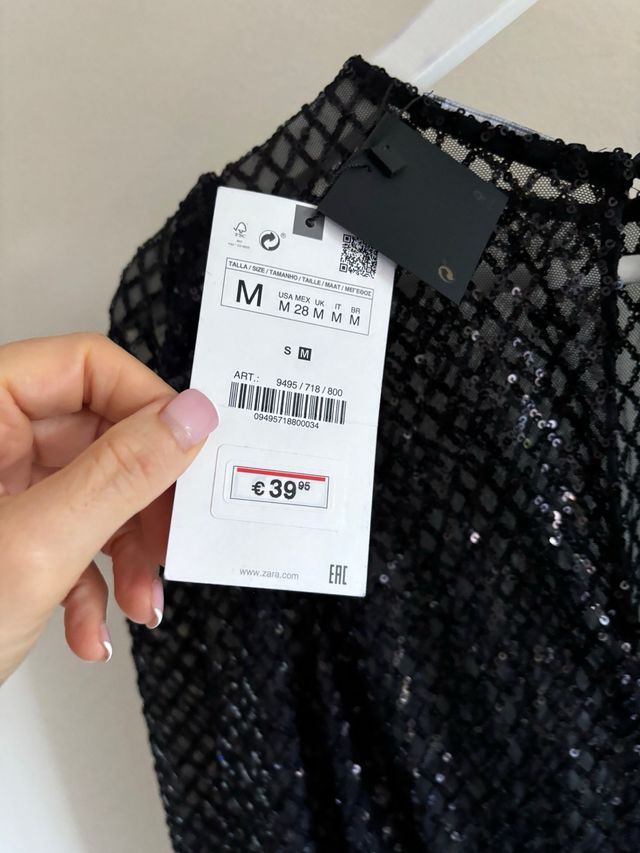 FSC
TALLA / SIZE / TAMANHO / TAILLE / MAAT / ΜΕΓΕΘΟΣ
M
USA MEX UK IT BR
M 28 M M M
S M
ART.: 9495 / 718 / 800
09495718800034
€ 39 95
www.zara.com
EAC